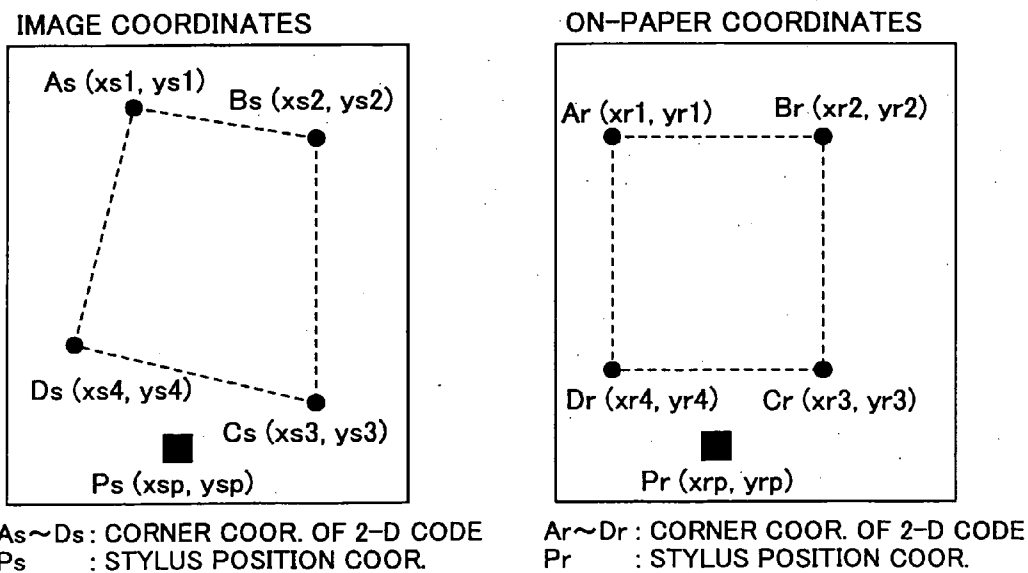 IMAGE COORDINATES
As (xs1, ys1)
Bs (xs2, ys2)
Ds (xs4, ys4)
Cs (xs3, ys3)
Ps (xsp, ysp)
As~Ds : CORNER COOR. OF 2-D CODE
Ps : STYLUS POSITION COOR.
ON-PAPER COORDINATES
Ar (xr1, yr1)
Br (xr2, yr2)
Dr (xr4, yr4)
Cr (xr3, yr3)
Pr (xrp, yrp)
Ar~Dr : CORNER COOR. OF 2-D CODE
Pr : STYLUS POSITION COOR.